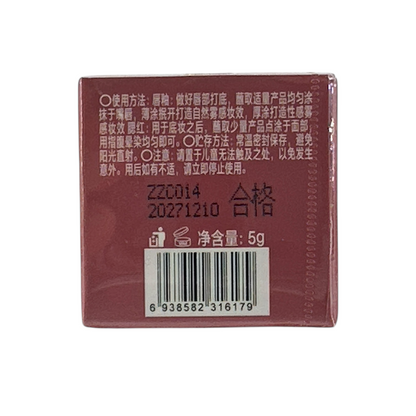 ○使用方法：唇釉：做好唇部打底，蘸取适量产品均匀涂
抹于嘴唇，薄涂抿开打造自然雾感妆效，厚涂打造性感雾
感妆效 腮红：用于底妆之后，蘸取少量产品点涂于面部，
用指腹晕染均匀即可。○贮存方法：常温密封保存，避免
阳光直射。○注意：请置于儿童无法触及之处，以免发生
意外。用后如有不适，请立即停止使用。
ZZC014
20271210 合格
净含量：5g
6 938582 316179